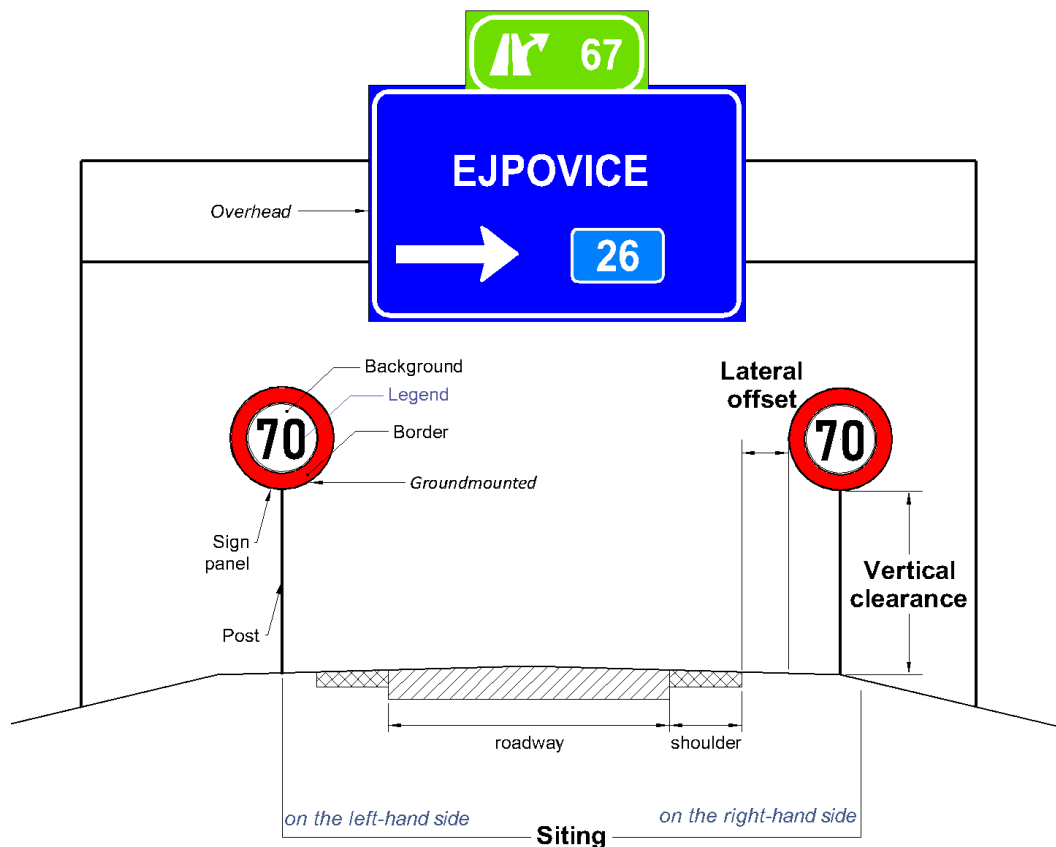 67
EJPOVICE
Overhead
26
Background
Legend
Border
Groundmounted
70
Sign
panel
Post
Lateral
offset
70
Vertical
clearance
roadway
shoulder
on the left-hand side
on the right-hand side
Siting